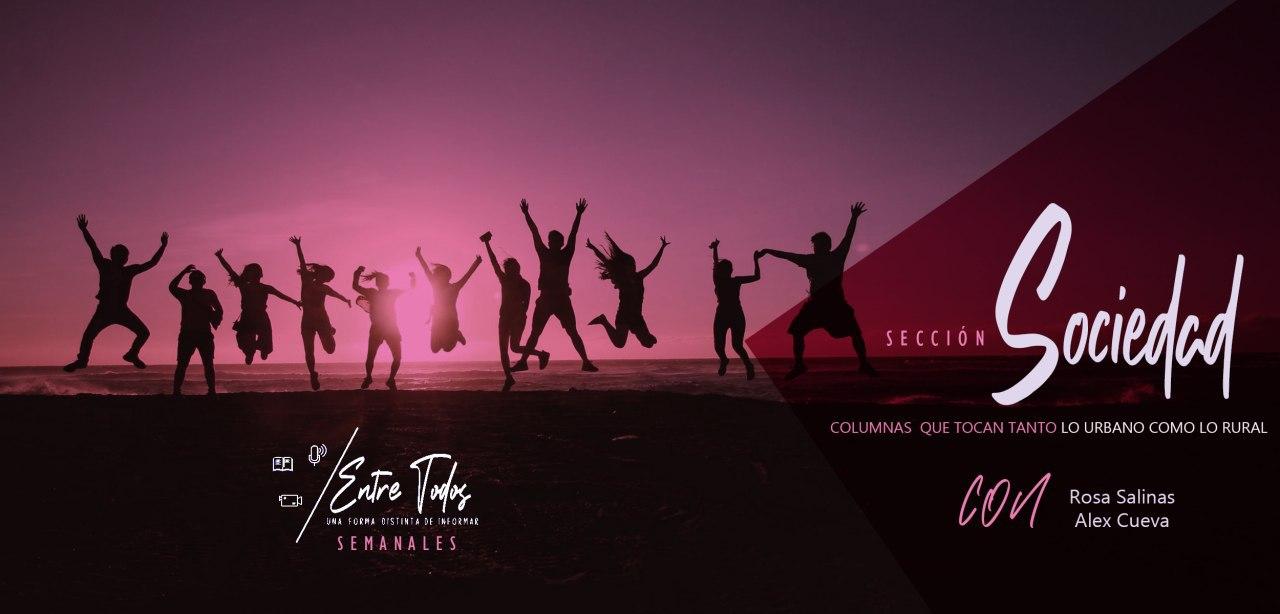 SECCIÓN Sociedad
COLUMNAS QUE TOCAN TANTO LO URBANO COMO LO RURAL
con Rosa Salinas
Alex Cueva
Entre Todos
UNA FORMA DISTINTA DE INFORMAR
SEMANALES